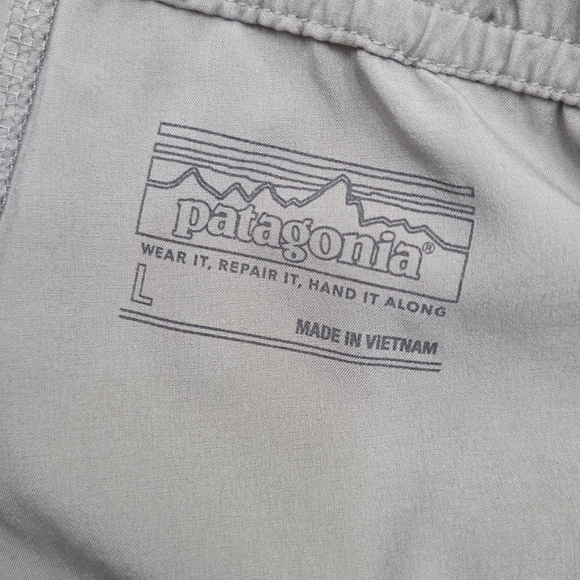 patagonia®
WEAR IT, REPAIR IT, HAND IT ALONG
L
MADE IN VIETNAM